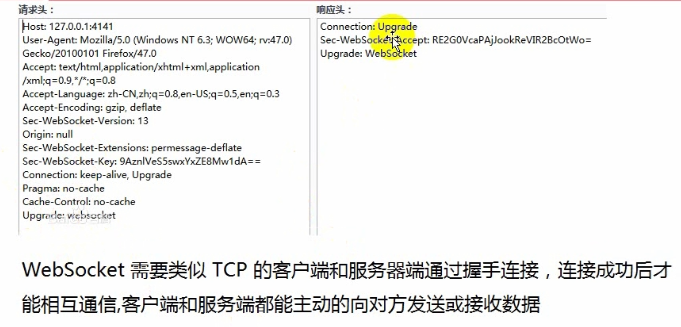 请求头：
Host: 127.0.0.1:4141
User-Agent: Mozilla/5.0 (Windows NT 6.3; WOW64; rv:47.0)
Gecko/20100101 Firefox/47.0
Accept: text/html,application/xhtml+xml,application
/xml;q=0.9,*/*;q=0.8
Accept-Language: zh-CN,zh;q=0.8,en-US;q=0.5,en;q=0.3
Accept-Encoding: gzip, deflate
Sec-WebSocket-Version: 13
Origin: null
Sec-WebSocket-Extensions: permessage-deflate
Sec-WebSocket-Key: 9AznlVeS5swxYxZE8Mw1dA==
Connection: keep-alive, Upgrade
Pragma: no-cache
Cache-Control: no-cache
Upgrade: websocket
响应头：
Connection: Upgrade
Sec-WebSocket-Accept: RE2G0VcaPAjJookReVIR2BcOtWo=
Upgrade: WebSocket
WebSocket 需要类似 TCP 的客户端和服务器端通过握手连接，连接成功后才
能相互通信,客户端和服务端都能主动的向对方发送或接收数据